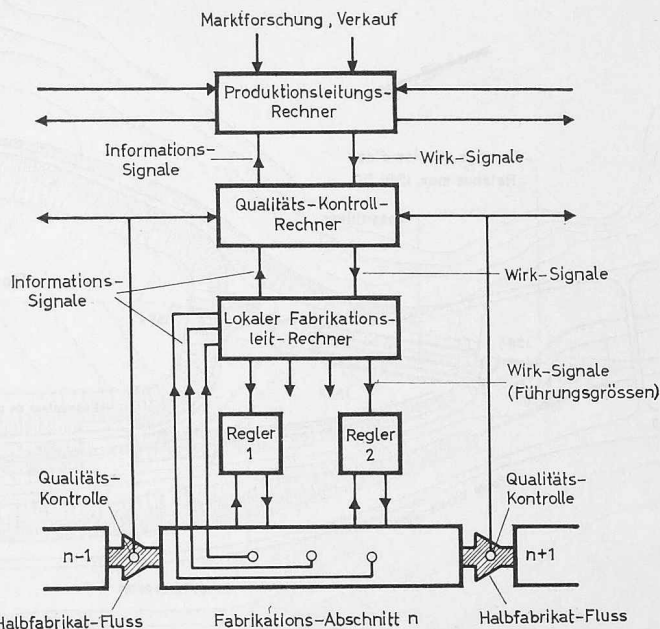 Marktforschung, Verkauf
Produktionsleitungs-
Rechner
Informations-
Signale
Wirk-Signale
Qualitäts-Kontroll-
Rechner
Informations-
Signale
Wirk-Signale
Lokaler Fabrikations-
leit-Rechner
Wirk-Signale
(Führungsgrössen)
Regler
1
Regler
2
Qualitäts-
Kontrolle
Qualitäts-
Kontrolle
n-1
n+1
Halbfabrikat-Fluss
Fabrikations-Abschnitt n
Halbfabrikat-Fluss